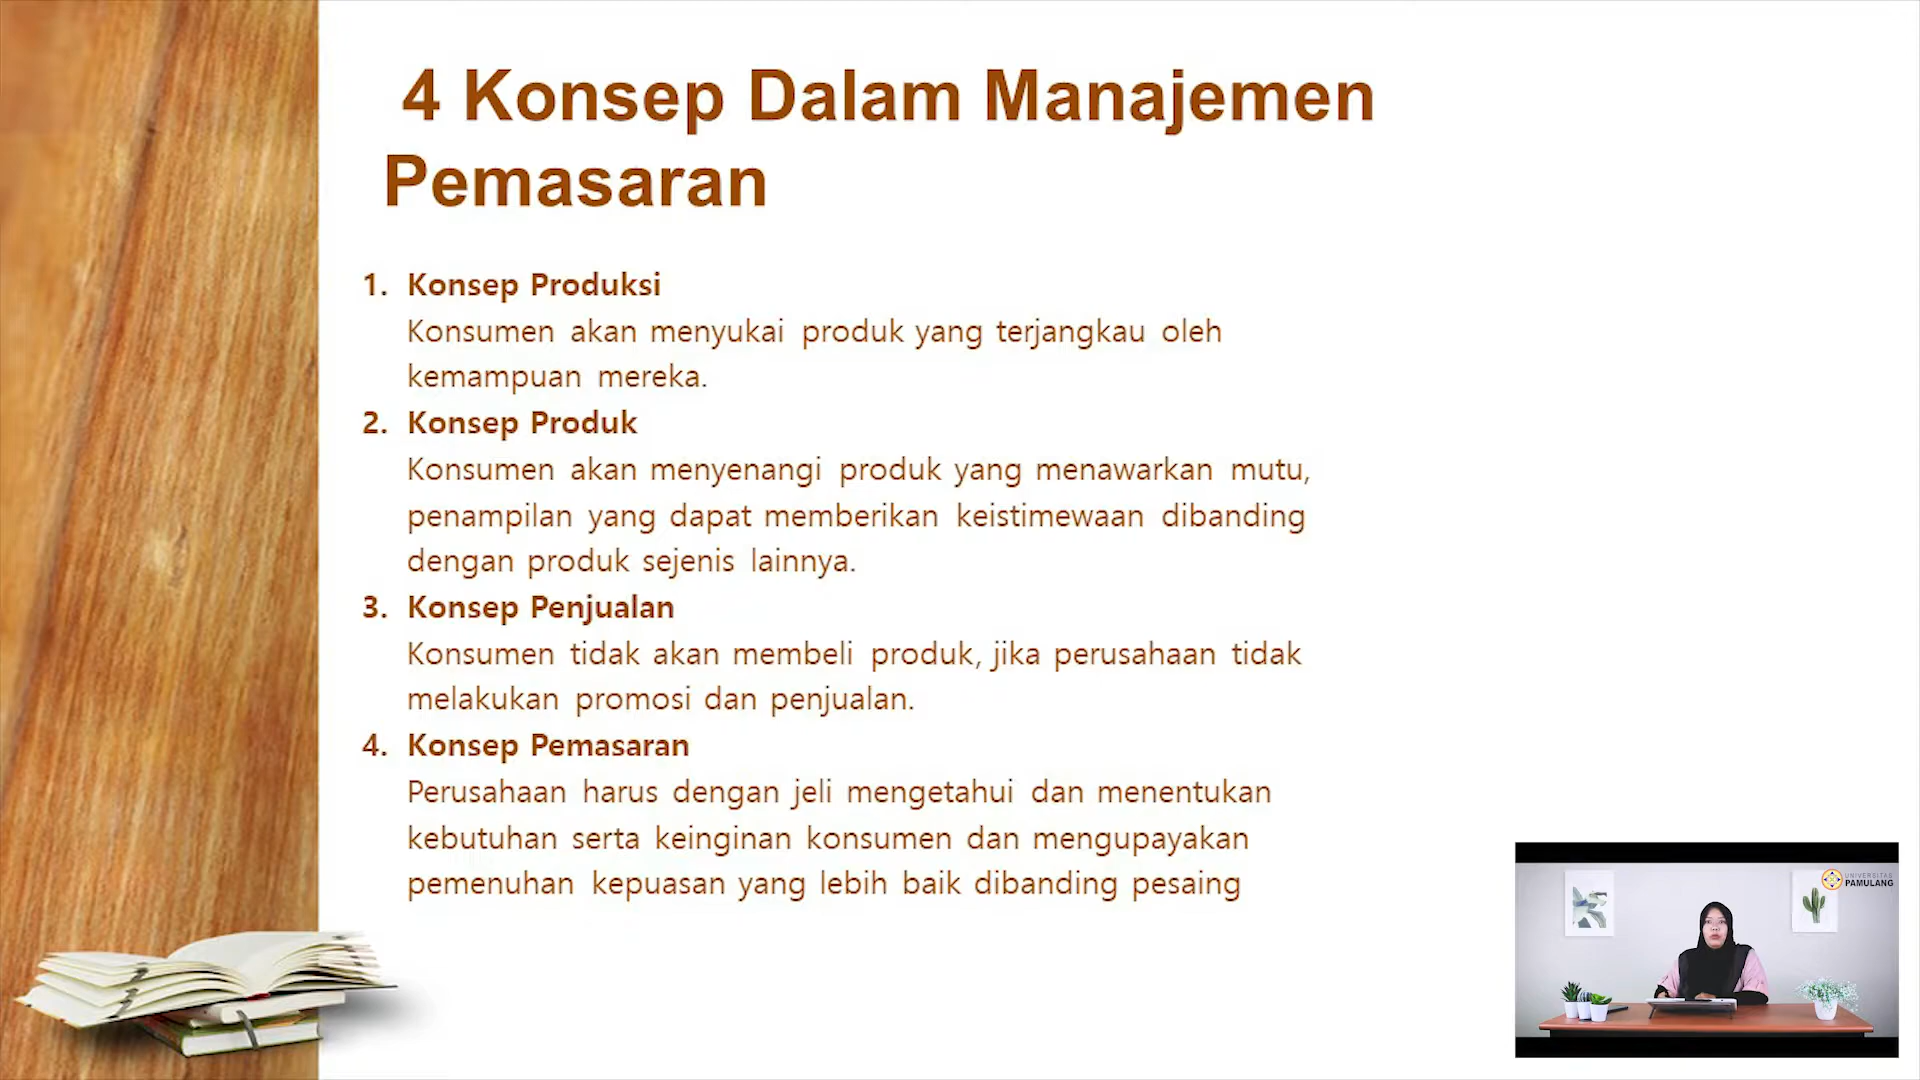 4 Konsep Dalam Manajemen
Pemasaran
1. Konsep Produksi
Konsumen akan menyukai produk yang terjangkau oleh
kemampuan mereka.
2. Konsep Produk
Konsumen akan menyenangi produk yang menawarkan mutu,
penampilan yang dapat memberikan keistimewaan dibanding
dengan produk sejenis lainnya.
3. Konsep Penjualan
Konsumen tidak akan membeli produk, jika perusahaan tidak
melakukan promosi dan penjualan.
4. Konsep Pemasaran
Perusahaan harus dengan jeli mengetahui dan menentukan
kebutuhan serta keinginan konsumen dan mengupayakan
pemenuhan kepuasan yang lebih baik dibanding pesaing
UNIVERSITAS
PAMULANG